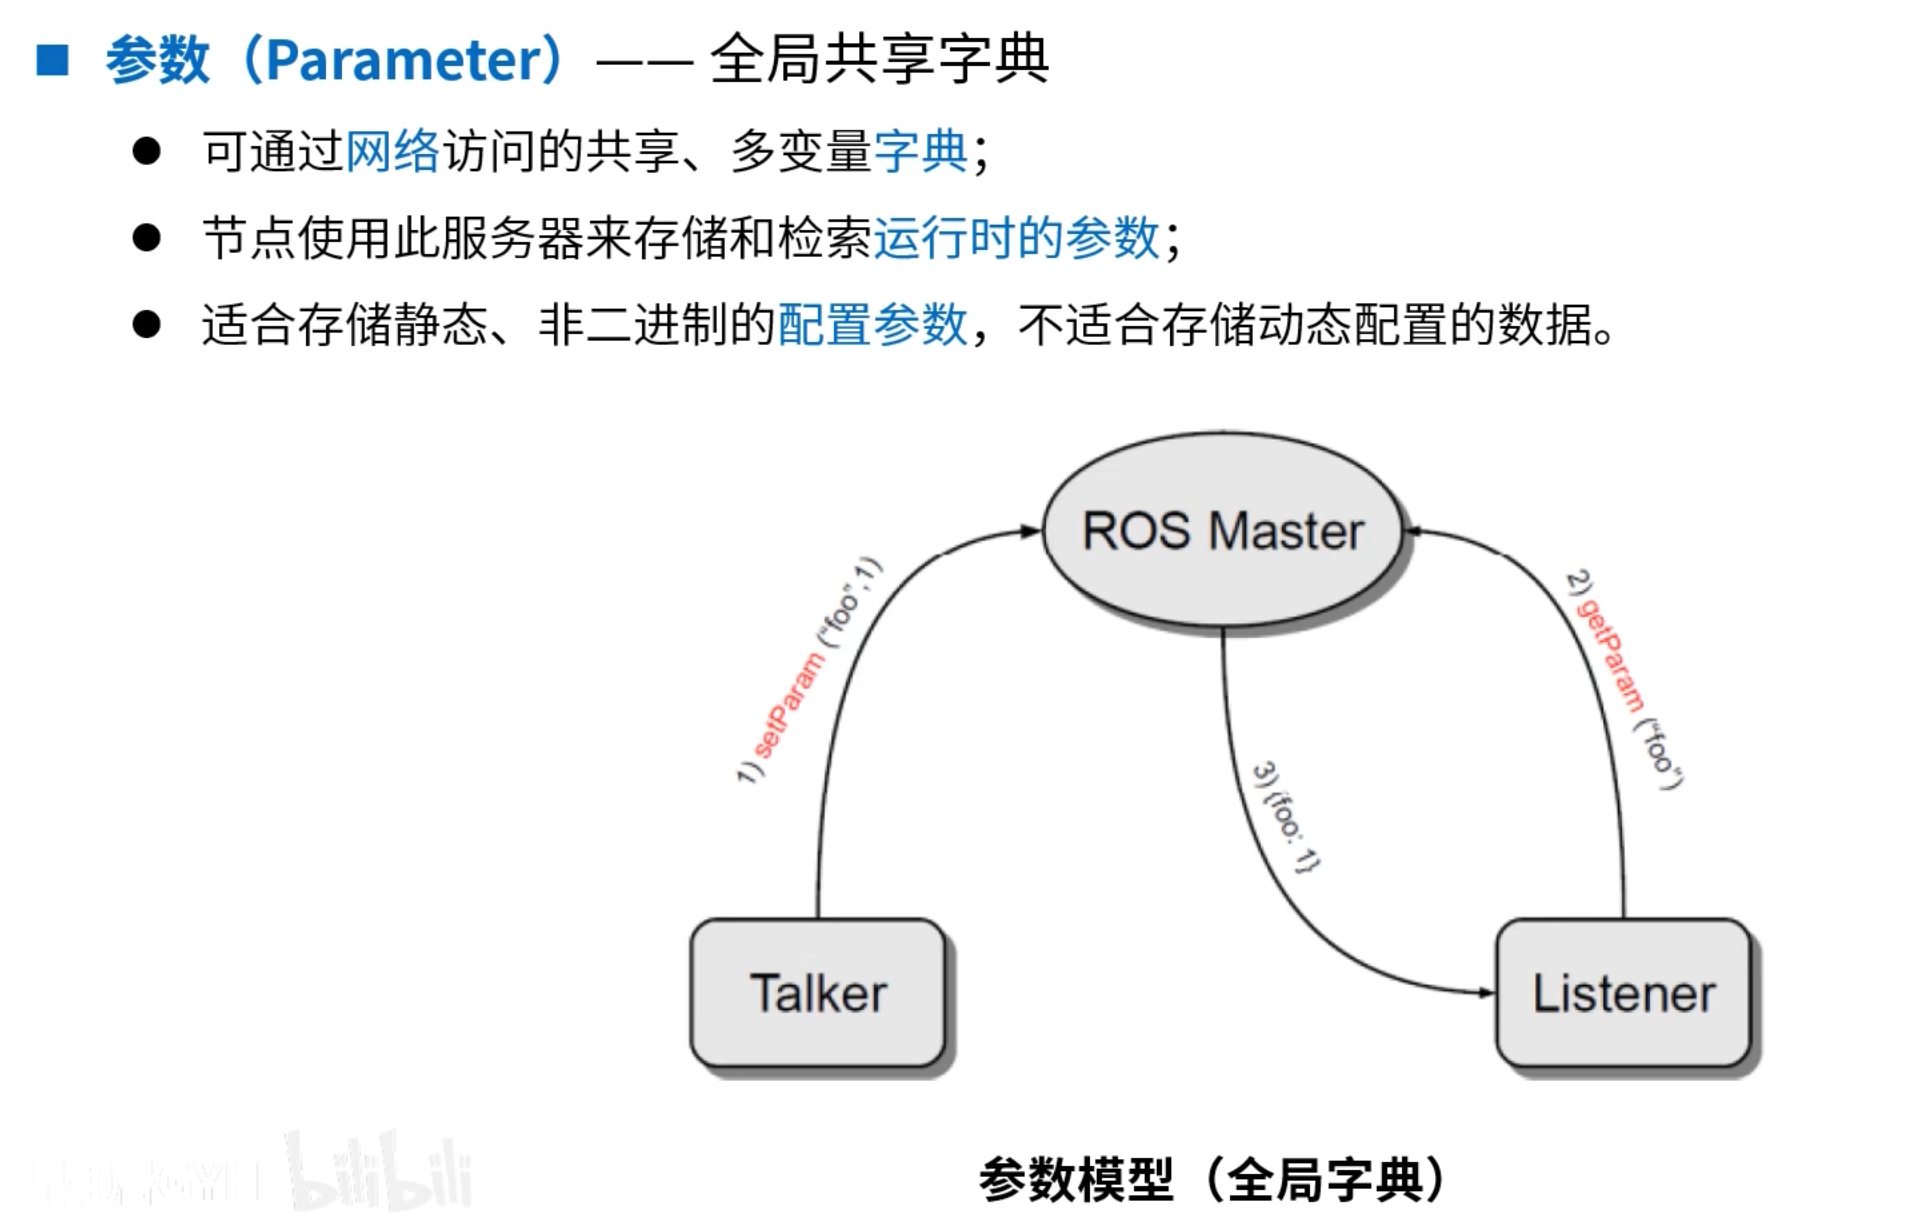 参数（Parameter）—— 全局共享字典
可通过网络访问的共享、多变量字典；
节点使用此服务器来存储和检索运行时的参数；
适合存储静态、非二进制的配置参数，不适合存储动态配置的数据。
ROS Master
1) setParam (“foo”,1)
2) getParam (“foo”)
3) {foo: 1}
Talker
Listener
bilibili
参数模型（全局字典）